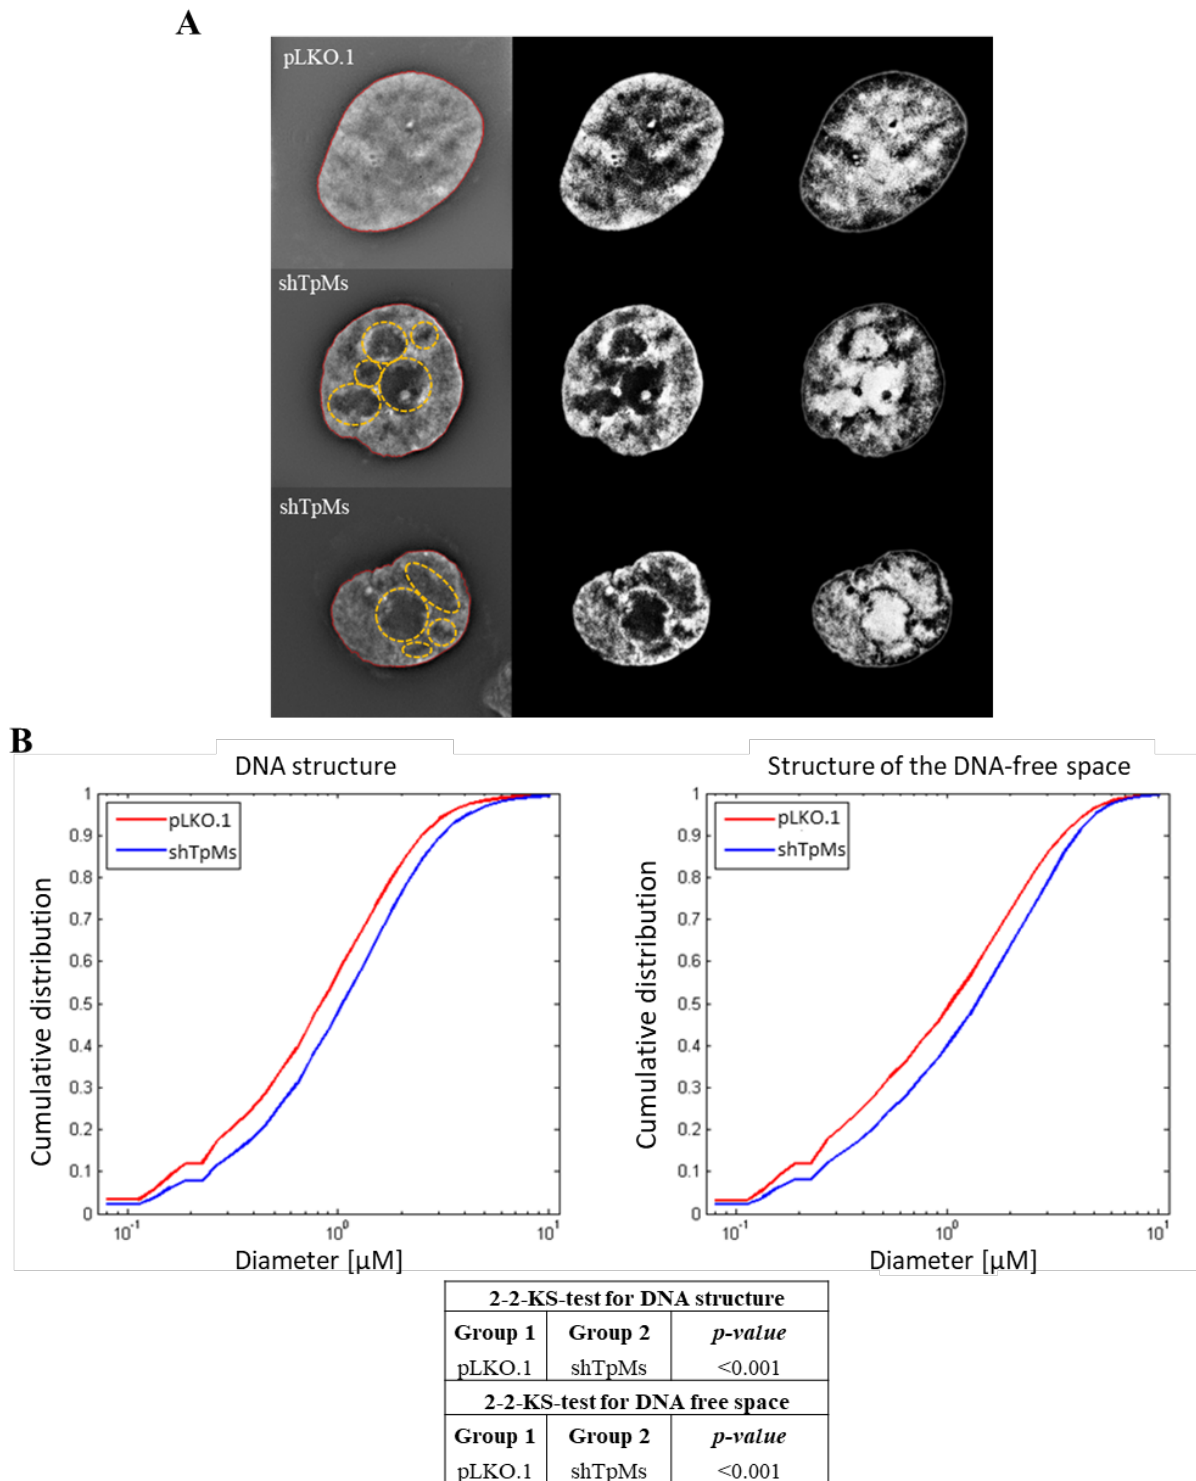 A
pLKO.1
shTpMs
shTpMs
B
DNA structure
1
0.9
0.8
0.7
0.6
0.5
0.4
0.3
0.2
0.1
0
pLKO.1
shTpMs
Cumulative distribution
10⁻¹ 10⁰ 10¹
Diameter [µM]
Structure of the DNA-free space
1
0.9
0.8
0.7
0.6
0.5
0.4
0.3
0.2
0.1
0
pLKO.1
shTpMs
Cumulative distribution
10⁻¹ 10⁰ 10¹
Diameter [µM]
2-2-KS-test for DNA structure
Group 1 Group 2 p-value
pLKO.1 shTpMs <0.001
2-2-KS-test for DNA free space
Group 1 Group 2 p-value
pLKO.1 shTpMs <0.001